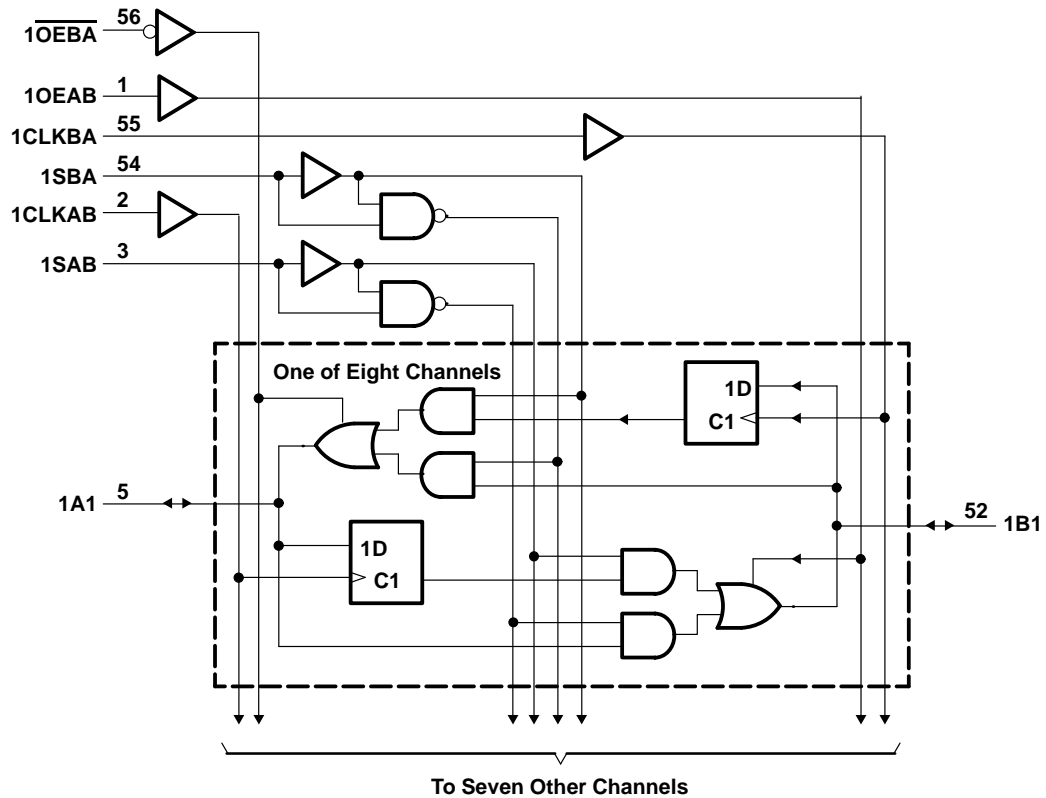 56
1OEBA
1
1OEAB
55
1CLKBA
54
1SBA
2
1CLKAB
3
1SAB
One of Eight Channels
1D
C1
5
1A1
52
1B1
1D
C1
To Seven Other Channels